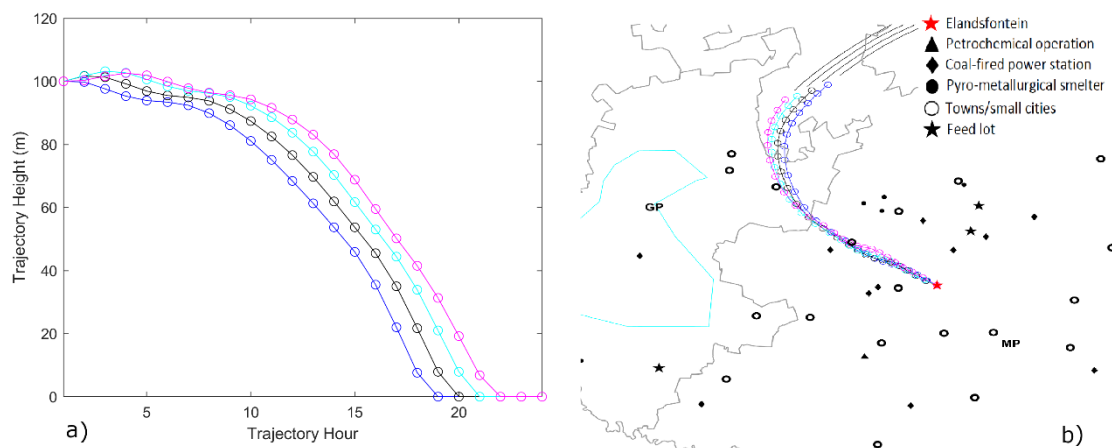 120
100
80
60
40
20
0
Trajectory Height (m)
5
10
15
20
Trajectory Hour
a)
Elandsfontein
Petrochemical operation
Coal-fired power station
Pyro-metallurgical smelter
Towns/small cities
Feed lot
GP
MP
b)